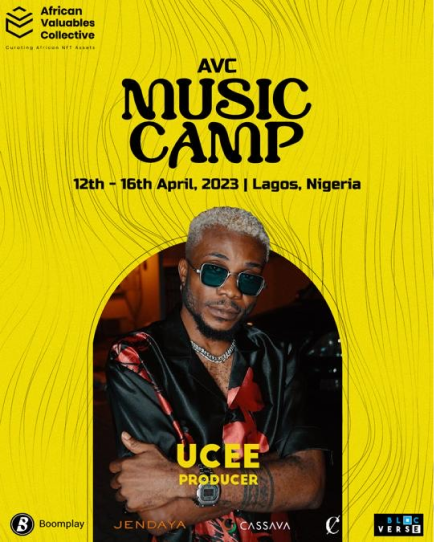 African
Valuables
Collective
Curating African NFT Assets
AVC
MUSIC
CAMP
12th - 16th April, 2023 | Lagos, Nigeria
UCEE
PRODUCER
B Boomplay
JENDAYA
CASSAVA
BLOC
VERSE